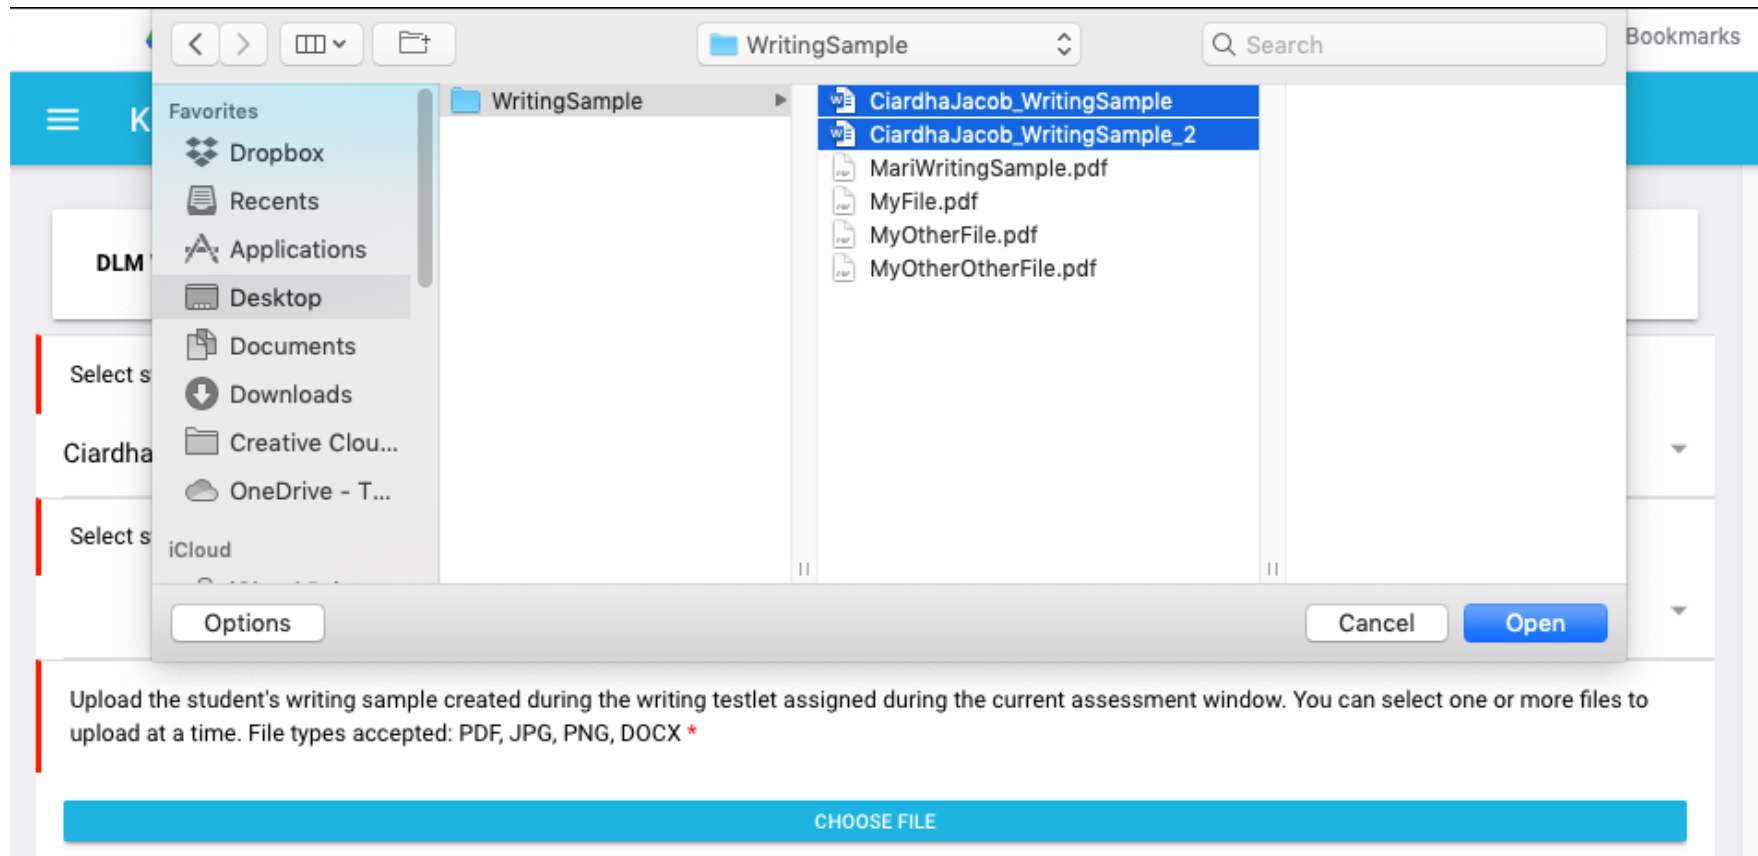 WritingSample
Search
Bookmarks
K
Favorites
Dropbox
Recents
Applications
Desktop
Documents
Downloads
Creative Clou...
OneDrive - T...
iCloud
WritingSample
CiardhaJacob_WritingSample
CiardhaJacob_WritingSample_2
MariWritingSample.pdf
MyFile.pdf
MyOtherFile.pdf
MyOtherOtherFile.pdf
DLM
Select s
Ciardha
Select s
Options
Cancel
Open
Upload the student's writing sample created during the writing testlet assigned during the current assessment window. You can select one or more files to
upload at a time. File types accepted: PDF, JPG, PNG, DOCX *
CHOOSE FILE